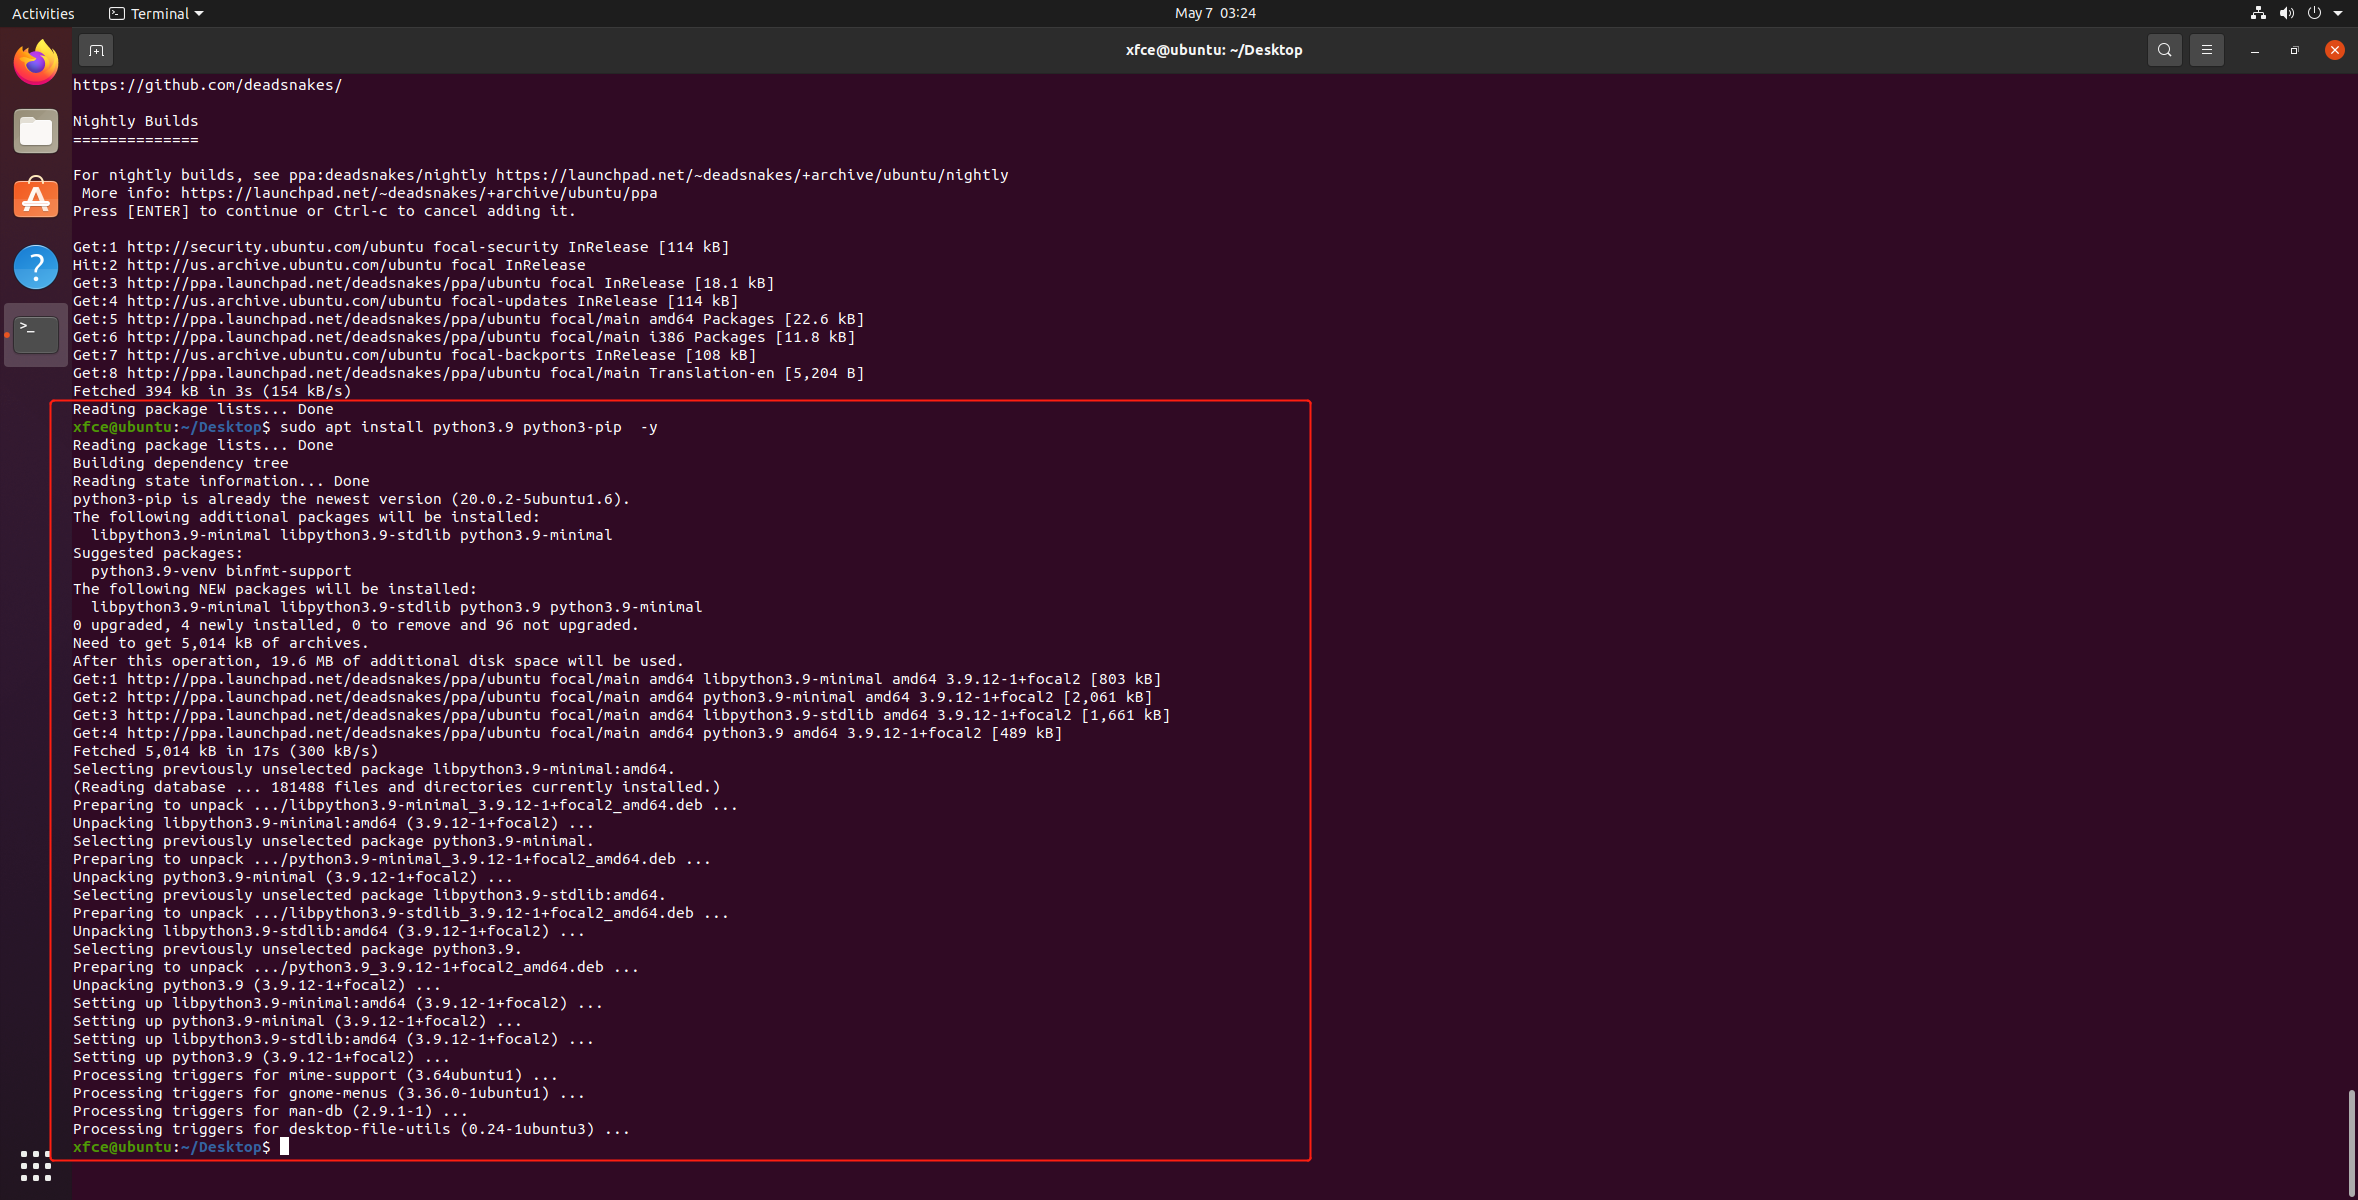 Activities
Terminal
May 7 03:24
xfce@ubuntu: ~/Desktop
https://github.com/deadsnakes/
Nightly Builds
==============
For nightly builds, see ppa:deadsnakes/nightly https://launchpad.net/~deadsnakes/+archive/ubuntu/nightly
More info: https://launchpad.net/~deadsnakes/+archive/ubuntu/ppa
Press [ENTER] to continue or Ctrl-c to cancel adding it.
Get:1 http://security.ubuntu.com/ubuntu focal-security InRelease [114 kB]
Hit:2 http://us.archive.ubuntu.com/ubuntu focal InRelease
Get:3 http://ppa.launchpad.net/deadsnakes/ppa/ubuntu focal InRelease [18.1 kB]
Get:4 http://us.archive.ubuntu.com/ubuntu focal-updates InRelease [114 kB]
Get:5 http://ppa.launchpad.net/deadsnakes/ppa/ubuntu focal/main amd64 Packages [22.6 kB]
Get:6 http://ppa.launchpad.net/deadsnakes/ppa/ubuntu focal/main i386 Packages [11.8 kB]
Get:7 http://us.archive.ubuntu.com/ubuntu focal-backports InRelease [108 kB]
Get:8 http://ppa.launchpad.net/deadsnakes/ppa/ubuntu focal/main Translation-en [5,204 B]
Fetched 394 kB in 3s (154 kB/s)
Reading package lists... Done
xfce@ubuntu:~/Desktop$ sudo apt install python3.9 python3-pip  -y
Reading package lists... Done
Building dependency tree
Reading state information... Done
python3-pip is already the newest version (20.0.2-5ubuntu1.6).
The following additional packages will be installed:
libpython3.9-minimal libpython3.9-stdlib python3.9-minimal
Suggested packages:
python3.9-venv binfmt-support
The following NEW packages will be installed:
libpython3.9-minimal libpython3.9-stdlib python3.9 python3.9-minimal
0 upgraded, 4 newly installed, 0 to remove and 96 not upgraded.
Need to get 5,014 kB of archives.
After this operation, 19.6 MB of additional disk space will be used.
Get:1 http://ppa.launchpad.net/deadsnakes/ppa/ubuntu focal/main amd64 libpython3.9-minimal amd64 3.9.12-1+focal2 [803 kB]
Get:2 http://ppa.launchpad.net/deadsnakes/ppa/ubuntu focal/main amd64 python3.9-minimal amd64 3.9.12-1+focal2 [2,061 kB]
Get:3 http://ppa.launchpad.net/deadsnakes/ppa/ubuntu focal/main amd64 libpython3.9-stdlib amd64 3.9.12-1+focal2 [1,661 kB]
Get:4 http://ppa.launchpad.net/deadsnakes/ppa/ubuntu focal/main amd64 python3.9 amd64 3.9.12-1+focal2 [489 kB]
Fetched 5,014 kB in 17s (300 kB/s)
Selecting previously unselected package libpython3.9-minimal:amd64.
(Reading database ... 181488 files and directories currently installed.)
Preparing to unpack .../libpython3.9-minimal_3.9.12-1+focal2_amd64.deb ...
Unpacking libpython3.9-minimal:amd64 (3.9.12-1+focal2) ...
Selecting previously unselected package python3.9-minimal.
Preparing to unpack .../python3.9-minimal_3.9.12-1+focal2_amd64.deb ...
Unpacking python3.9-minimal (3.9.12-1+focal2) ...
Selecting previously unselected package libpython3.9-stdlib:amd64.
Preparing to unpack .../libpython3.9-stdlib_3.9.12-1+focal2_amd64.deb ...
Unpacking libpython3.9-stdlib:amd64 (3.9.12-1+focal2) ...
Selecting previously unselected package python3.9.
Preparing to unpack .../python3.9_3.9.12-1+focal2_amd64.deb ...
Unpacking python3.9 (3.9.12-1+focal2) ...
Setting up libpython3.9-minimal:amd64 (3.9.12-1+focal2) ...
Setting up python3.9-minimal (3.9.12-1+focal2) ...
Setting up libpython3.9-stdlib:amd64 (3.9.12-1+focal2) ...
Setting up python3.9 (3.9.12-1+focal2) ...
Processing triggers for mime-support (3.64ubuntu1) ...
Processing triggers for gnome-menus (3.36.0-1ubuntu1) ...
Processing triggers for man-db (2.9.1-1) ...
Processing triggers for desktop-file-utils (0.24-1ubuntu3) ...
xfce@ubuntu:~/Desktop$